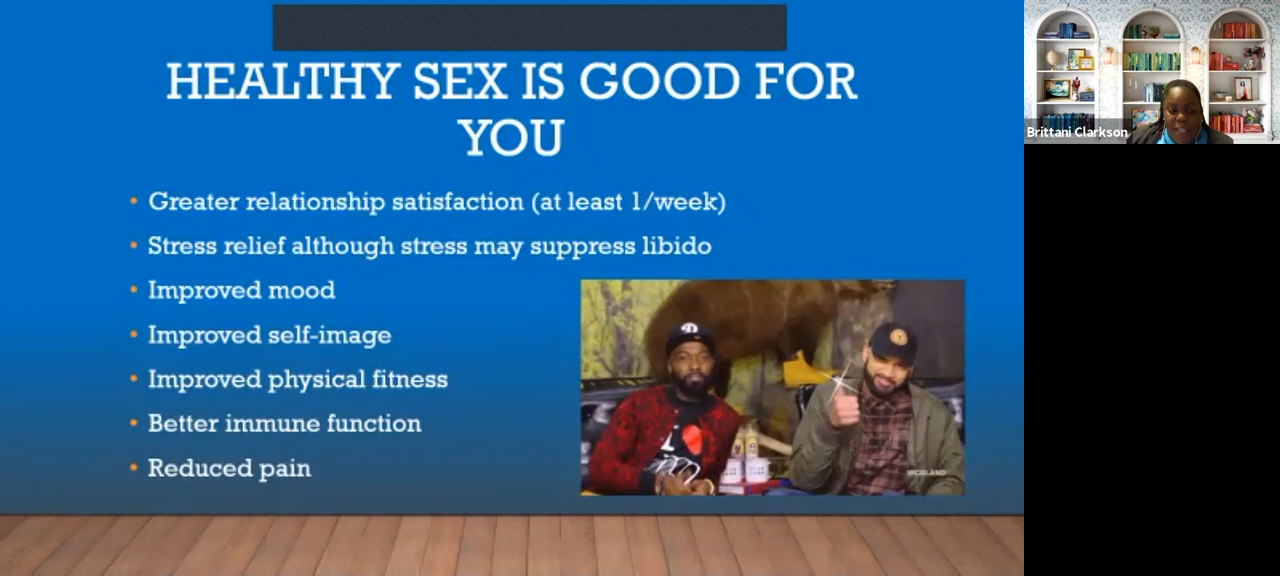 HEALTHY SEX IS GOOD FOR
YOU
• Greater relationship satisfaction (at least 1/week)
• Stress relief although stress may suppress libido
• Improved mood
• Improved self-image
• Improved physical fitness
• Better immune function
• Reduced pain
VICELAND
Brittani Clarkson